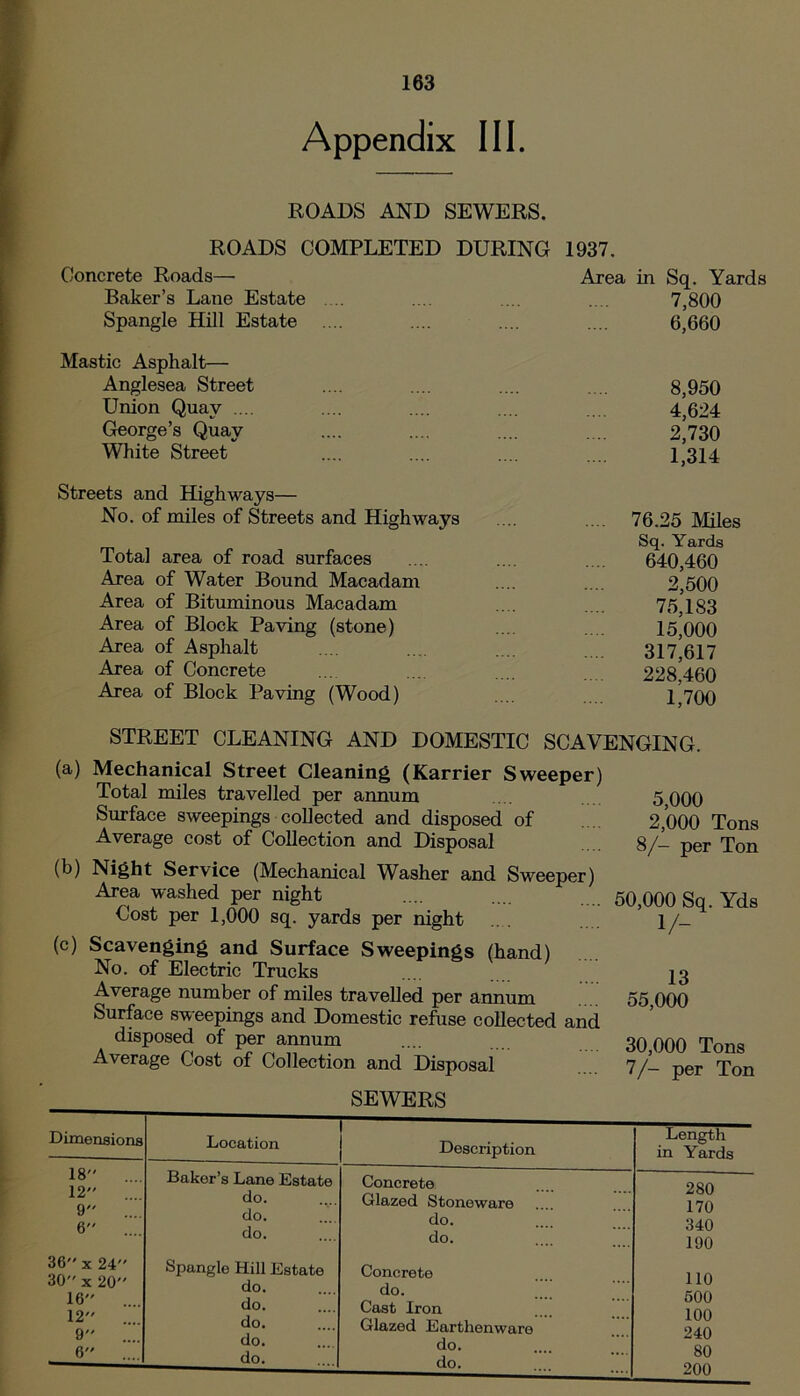 163
Appendix III.
ROADS AND SEWERS.
ROADS COMPLETED DURING 1937.
Concrete Roads— Area in Sq. Yards
Baker's Lane Estate .... .... .... .... 7,800
Spangle Hill Estate .... .... .... .... 6,660
Mastic Asphalt—
Anglesea Street .... .... .... .... 8,950
Union Quay .... .... .... .... .... 4,624
George's Quay .... .... .... .... 2,730
White Street .... .... .... .... 1,314
Streets and Highways—
No. of miles of Streets and Highways .... .... 76.25 Miles
Sq. Yards
Total area of road surfaces .... .... .... 640,460
Area of Water Bound Macadam .... .... 2,500
Area of Bituminous Macadam .... .... 75,183
Area of Block Paving (stone) .... .... 15,000
Area of Asphalt .... .... .... .... 317,617
Area of Concrete .... .... .... .... 228,460
Area of Block Paving (Wood) .... .... 1,700
STREET CLEANING AND DOMESTIC SCAVENGING.
(a) Mechanical Street Cleaning (Karrier Sweeper)
Total miles travelled per annum .... .... 5,000
Surface sweepings collected and disposed of .... 2,000 Tons
Average cost of Collection and Disposal .... 8/- per Ton
(b) Night Service (Mechanical Washer and Sweeper)
Area washed per night .... .... .... 50,000 Sq. Yds
Cost per 1,000 sq. yards per night .... .... 1/-
(c) Scavenging and Surface Sweepings (hand) ....
No. of Electric Trucks .... .... .... 13
Average number of miles travelled per annum .... 55,000
Surface sweepings and Domestic refuse collected and
disposed of per annum .... .... .... 30,000 Tons
Average Cost of Collection and Disposal .... 7/- per Ton
SEWERS
Dimensions Location Description Length in Yards
18" .... Baker's Lane Estate Concrete .... .... 280
12" .... do. .... Glazed Stoneware .... .... 170
9" .... do. .... do. .... .... 340
6" .... do. .... do. .... .... 190
36" x 24" Spangle Hill Estate Concrete .... .... 110
30" x 20" do. .... do. .... .... 500
16" .... do. .... Cast Iron .... .... 100
12" .... do. .... Glazed Earthenware .... 240
9" .... do. .... do. .... .... 80
6" .... do. .... do. .... .... 200